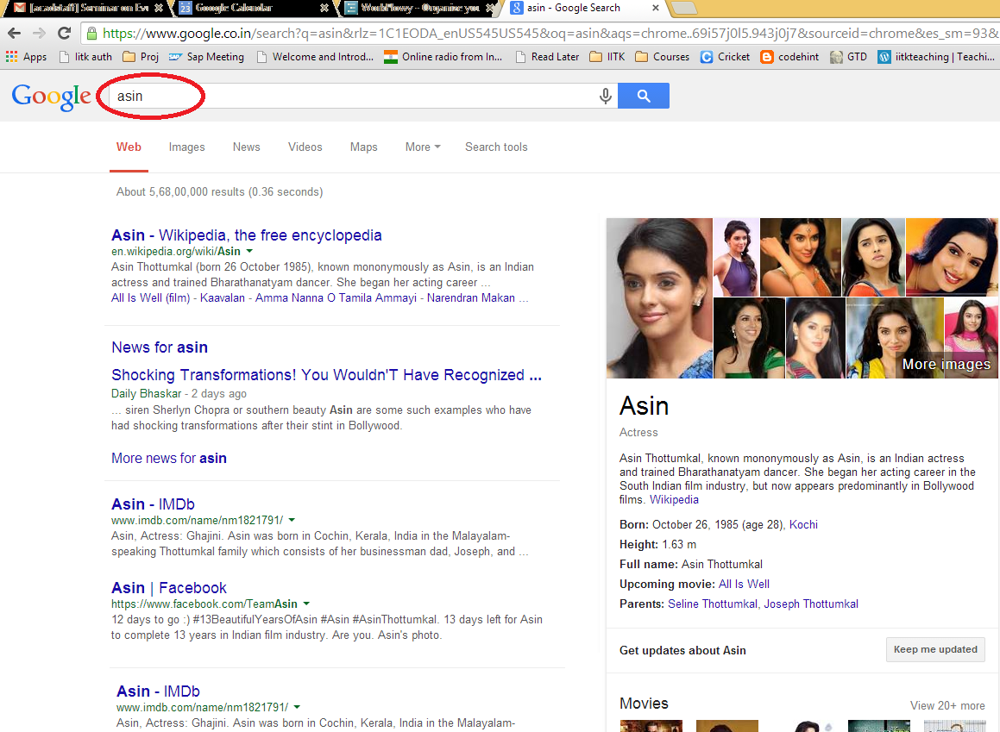 [acadstaff] Seminar on Eve
Google Calendar
WorkFlowy - Organize you
asin - Google Search
https://www.google.co.in/search?q=asin&rlz=1C1EODA_enUS545US545&oq=asin&aqs=chrome..69i57j0l5.943j0j7&sourceid=chrome&es_sm=93&
Apps Iitk auth Proj Sap Meeting Welcome and Introd... Online radio from In... Read Later IITK Courses Cricket codehint GTD iitkteaching | Teachi...
Google asin
Web Images News Videos Maps More Search tools
About 5,68,00,000 results (0.36 seconds)
Asin - Wikipedia, the free encyclopedia
en.wikipedia.org/wiki/Asin
Asin Thottumkal (born 26 October 1985), known mononymously as Asin, is an Indian
actress and trained Bharathanatyam dancer. She began her acting career ...
All Is Well (film) - Kaavalan - Amma Nanna O Tamila Ammayi - Narendran Makan ...
News for asin
Shocking Transformations! You Wouldn'T Have Recognized ...
Daily Bhaskar - 2 days ago
... siren Sherlyn Chopra or southern beauty Asin are some such examples who have
had shocking transformations after their stint in Bollywood.
More news for asin
Asin - IMDb
www.imdb.com/name/nm1821791/
Asin, Actress: Ghajini. Asin was born in Cochin, Kerala, India in the Malayalam-
speaking Thottumkal family which consists of her businessman dad, Joseph, and ...
Asin | Facebook
https://www.facebook.com/TeamAsin
12 days to go :) #13BeautifulYearsOfAsin #Asin #AsinThottumkal. 13 days left for Asin
to complete 13 years in Indian film industry. Are you. Asin's photo.
Asin - IMDb
www.imdb.com/name/nm1821791/
Asin, Actress: Ghajini. Asin was born in Cochin, Kerala, India in the Malayalam-
More images
Asin
Actress
Asin Thottumkal, known mononymously as Asin, is an Indian actress
and trained Bharathanatyam dancer. She began her acting career in the
South Indian film industry, but now appears predominantly in Bollywood
films. Wikipedia
Born: October 26, 1985 (age 28), Kochi
Height: 1.63 m
Full name: Asin Thottumkal
Upcoming movie: All Is Well
Parents: Seline Thottumkal, Joseph Thottumkal
Get updates about Asin Keep me updated
Movies View 20+ more